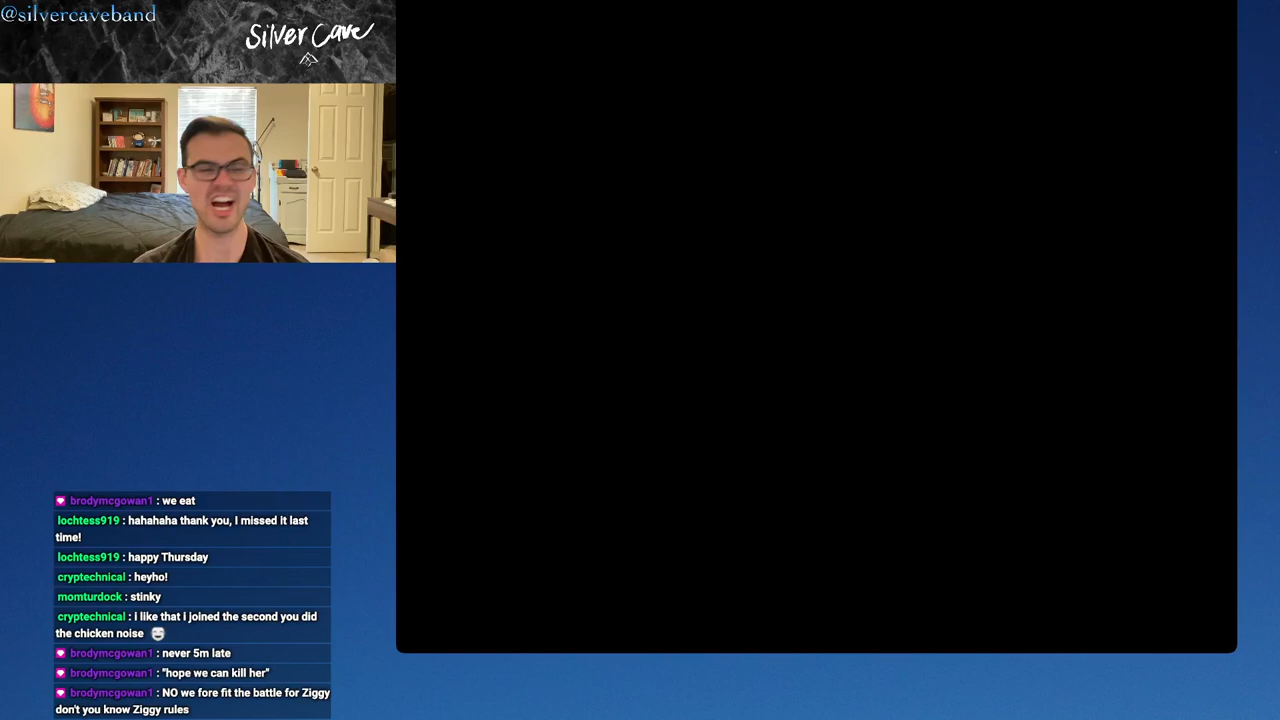 @silvercaveband
Silver Cave
brodymcgowan1 : we eat
lochtess919 : hahahaha thank you, I missed it last
time!
lochtess919 : happy Thursday
cryptechnical : heyho!
momturdock : stinky
cryptechnical : i like that i joined the second you did
the chicken noise
brodymcgowan1 : never 5m late
brodymcgowan1 : "hope we can kill her"
brodymcgowan1 : NO we fore fit the battle for Ziggy
don't you know Ziggy rules